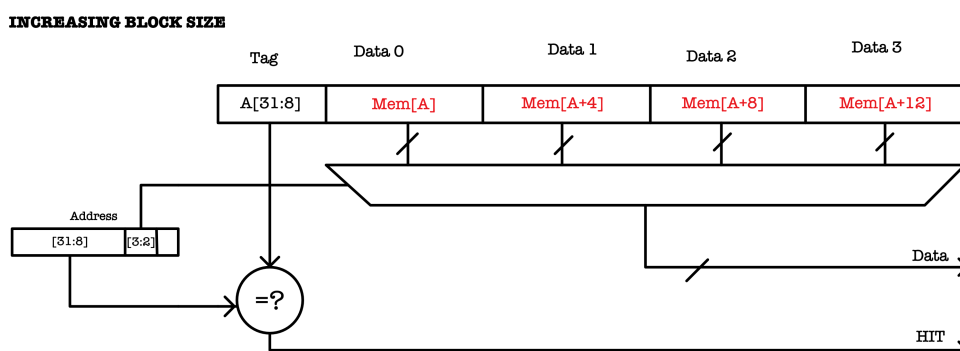 INCREASING BLOCK SIZE
Tag Data 0 Data 1 Data 2 Data 3
A[31:8] Mem[A] Mem[A+4] Mem[A+8] Mem[A+12]
Address
[31:8] [3:2]
Data
=?
HIT